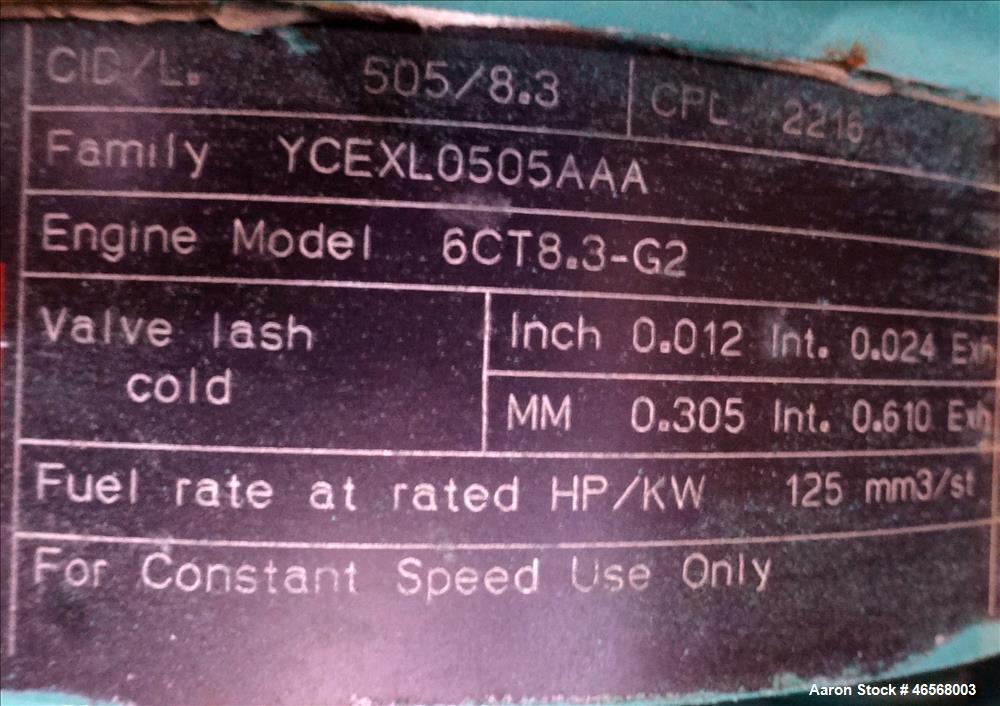 CID/L. 505/8.3 CPL 2216
Family YCEXL0505AAA
Engine Model 6CT8.3-G2
Valve lash cold
Inch 0.012 Int. 0.024 Exh
MM 0.305 Int. 0.610 Exh
Fuel rate at rated HP/KW 125 mm3/st
For Constant Speed Use Only
Aaron Stock # 46568003